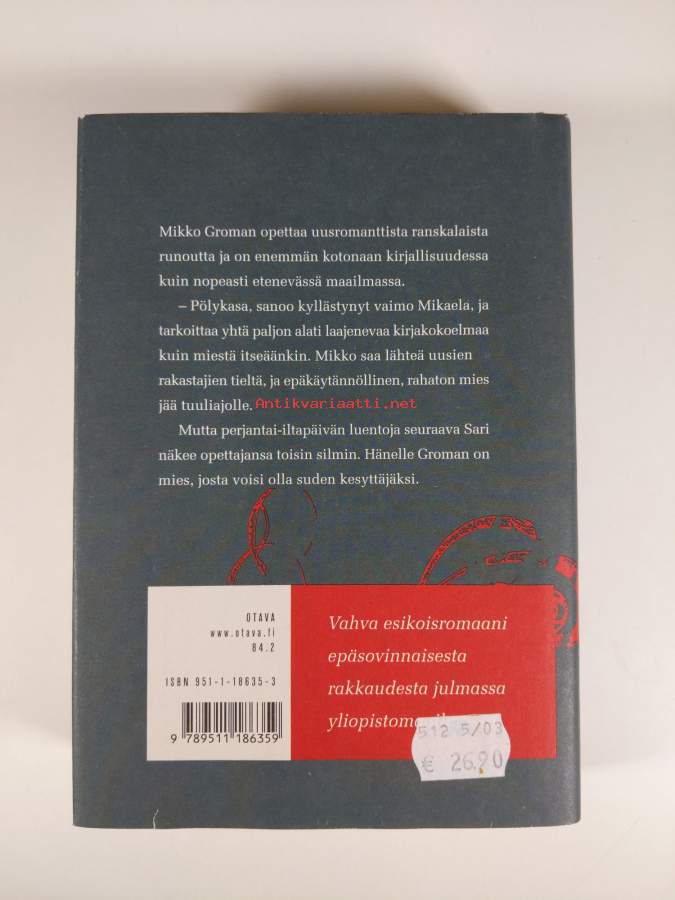 Mikko Groman opettaa uusromanttista ranskalaista
runoutta ja on enemmän kotonaan kirjallisuudessa
kuin nopeasti etenevässä maailmassa.
– Pölykasa, sanoo kyllästynyt vaimo Mikaela, ja
tarkoittaa yhtä paljon alati laajenevaa kirjakokoelmaa
kuin miestä itseäänkin. Mikko saa lähteä uusien
rakastajien tieltä, ja epäkäytännöllinen, rahaton mies
jää tuuliajolle. Antikvariaatti.net
Mutta perjantai-iltapäivän luentoja seuraava Sari
näkee opettajansa toisin silmin. Hänelle Groman on
mies, josta voisi olla suden kesyttäjäksi.
OTAVA
www.otava.fi
84.2
ISBN 951-1-18635-3
9 789511 186359
Vahva esikoisromaani
epäsovinnaisesta
rakkaudesta julmassa
512 5/03
€ 26.90